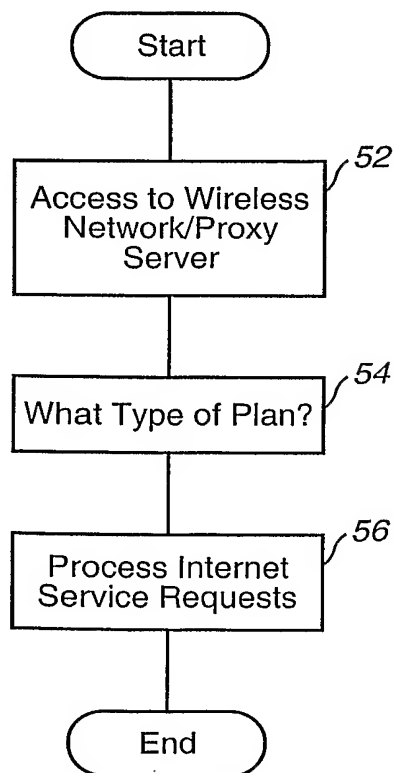 Start
52
Access to Wireless
Network/Proxy
Server
54
What Type of Plan?
56
Process Internet
Service Requests
End